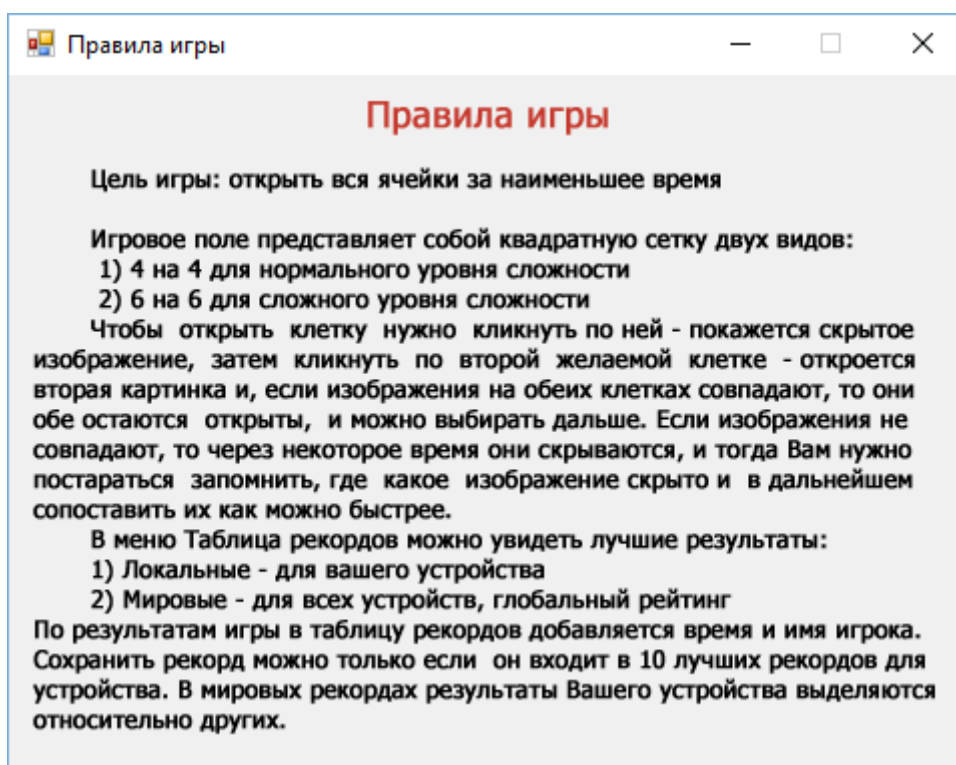 Правила игры
Правила игры
Цель игры: открыть вся ячейки за наименьшее время
Игровое поле представляет собой квадратную сетку двух видов:
1) 4 на 4 для нормального уровня сложности
2) 6 на 6 для сложного уровня сложности
Чтобы открыть клетку нужно кликнуть по ней - покажется скрытое
изображение, затем кликнуть по второй желаемой клетке - откроется
вторая картинка и, если изображения на обеих клетках совпадают, то они
обе остаются открыты, и можно выбирать дальше. Если изображения не
совпадают, то через некоторое время они скрываются, и тогда Вам нужно
постараться запомнить, где какое изображение скрыто и в дальнейшем
сопоставить их как можно быстрее.
В меню Таблица рекордов можно увидеть лучшие результаты:
1) Локальные - для вашего устройства
2) Мировые - для всех устройств, глобальный рейтинг
По результатам игры в таблицу рекордов добавляется время и имя игрока.
Сохранить рекорд можно только если он входит в 10 лучших рекордов для
устройства. В мировых рекордах результаты Вашего устройства выделяются
относительно других.